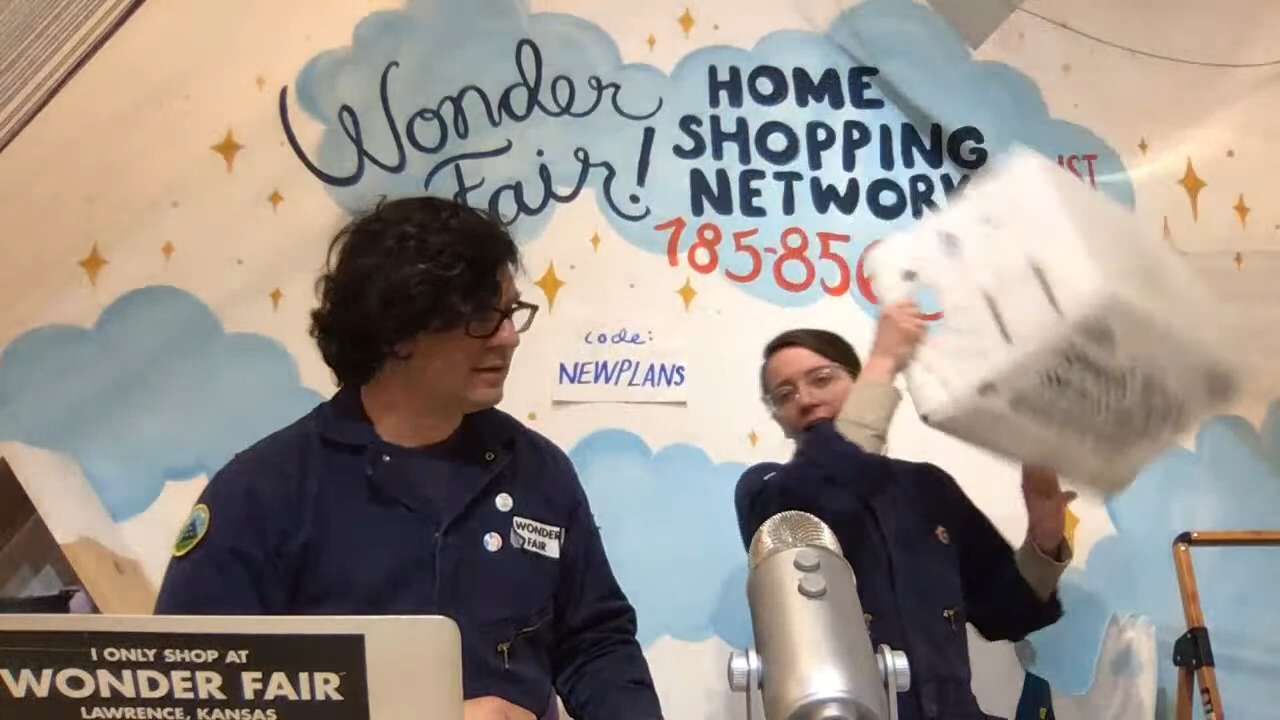 Wonder
Fair!
HOME
SHOPPING
NETWORK
785-856
code:
NEWPLANS
WONDER
FAIR
I ONLY SHOP AT
WONDER FAIR
LAWRENCE, KANSAS